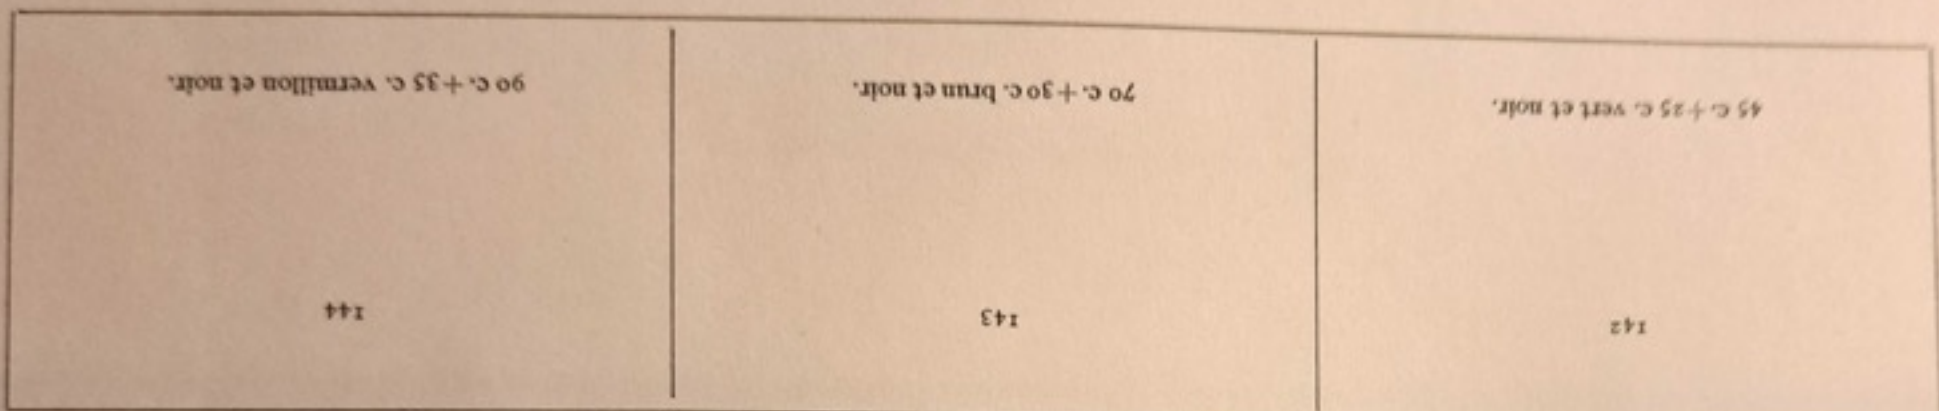 142
143
144
45 c. + 25 c. vert et noir.
70 c. + 30 c. brun et noir.
90 c. + 35 c. vermillon et noir.